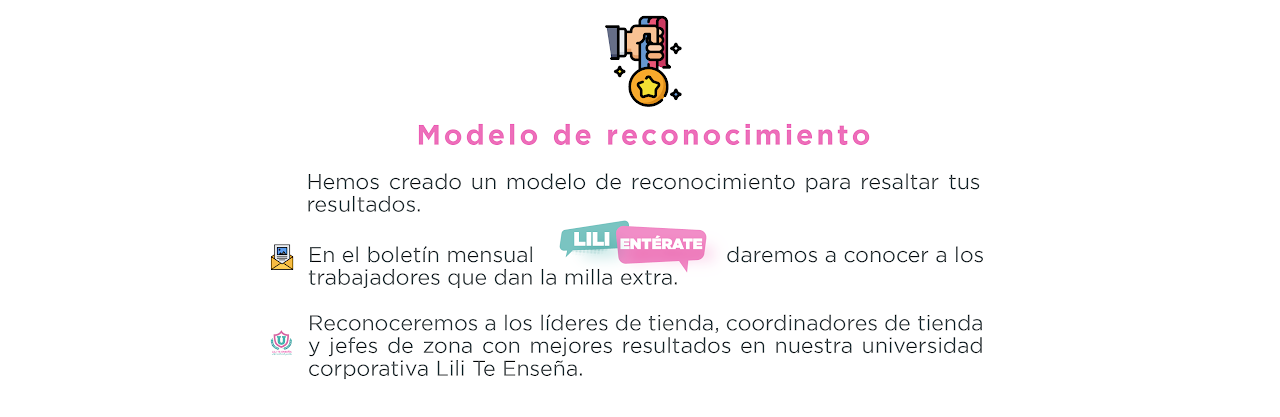 Modelo de reconocimiento
Hemos creado un modelo de reconocimiento para resaltar tus
resultados.
En el boletín mensual LILI ENTÉRATE daremos a conocer a los
trabajadores que dan la milla extra.
Reconoceremos a los líderes de tienda, coordinadores de tienda
y jefes de zona con mejores resultados en nuestra universidad
corporativa Lili Te Enseña.